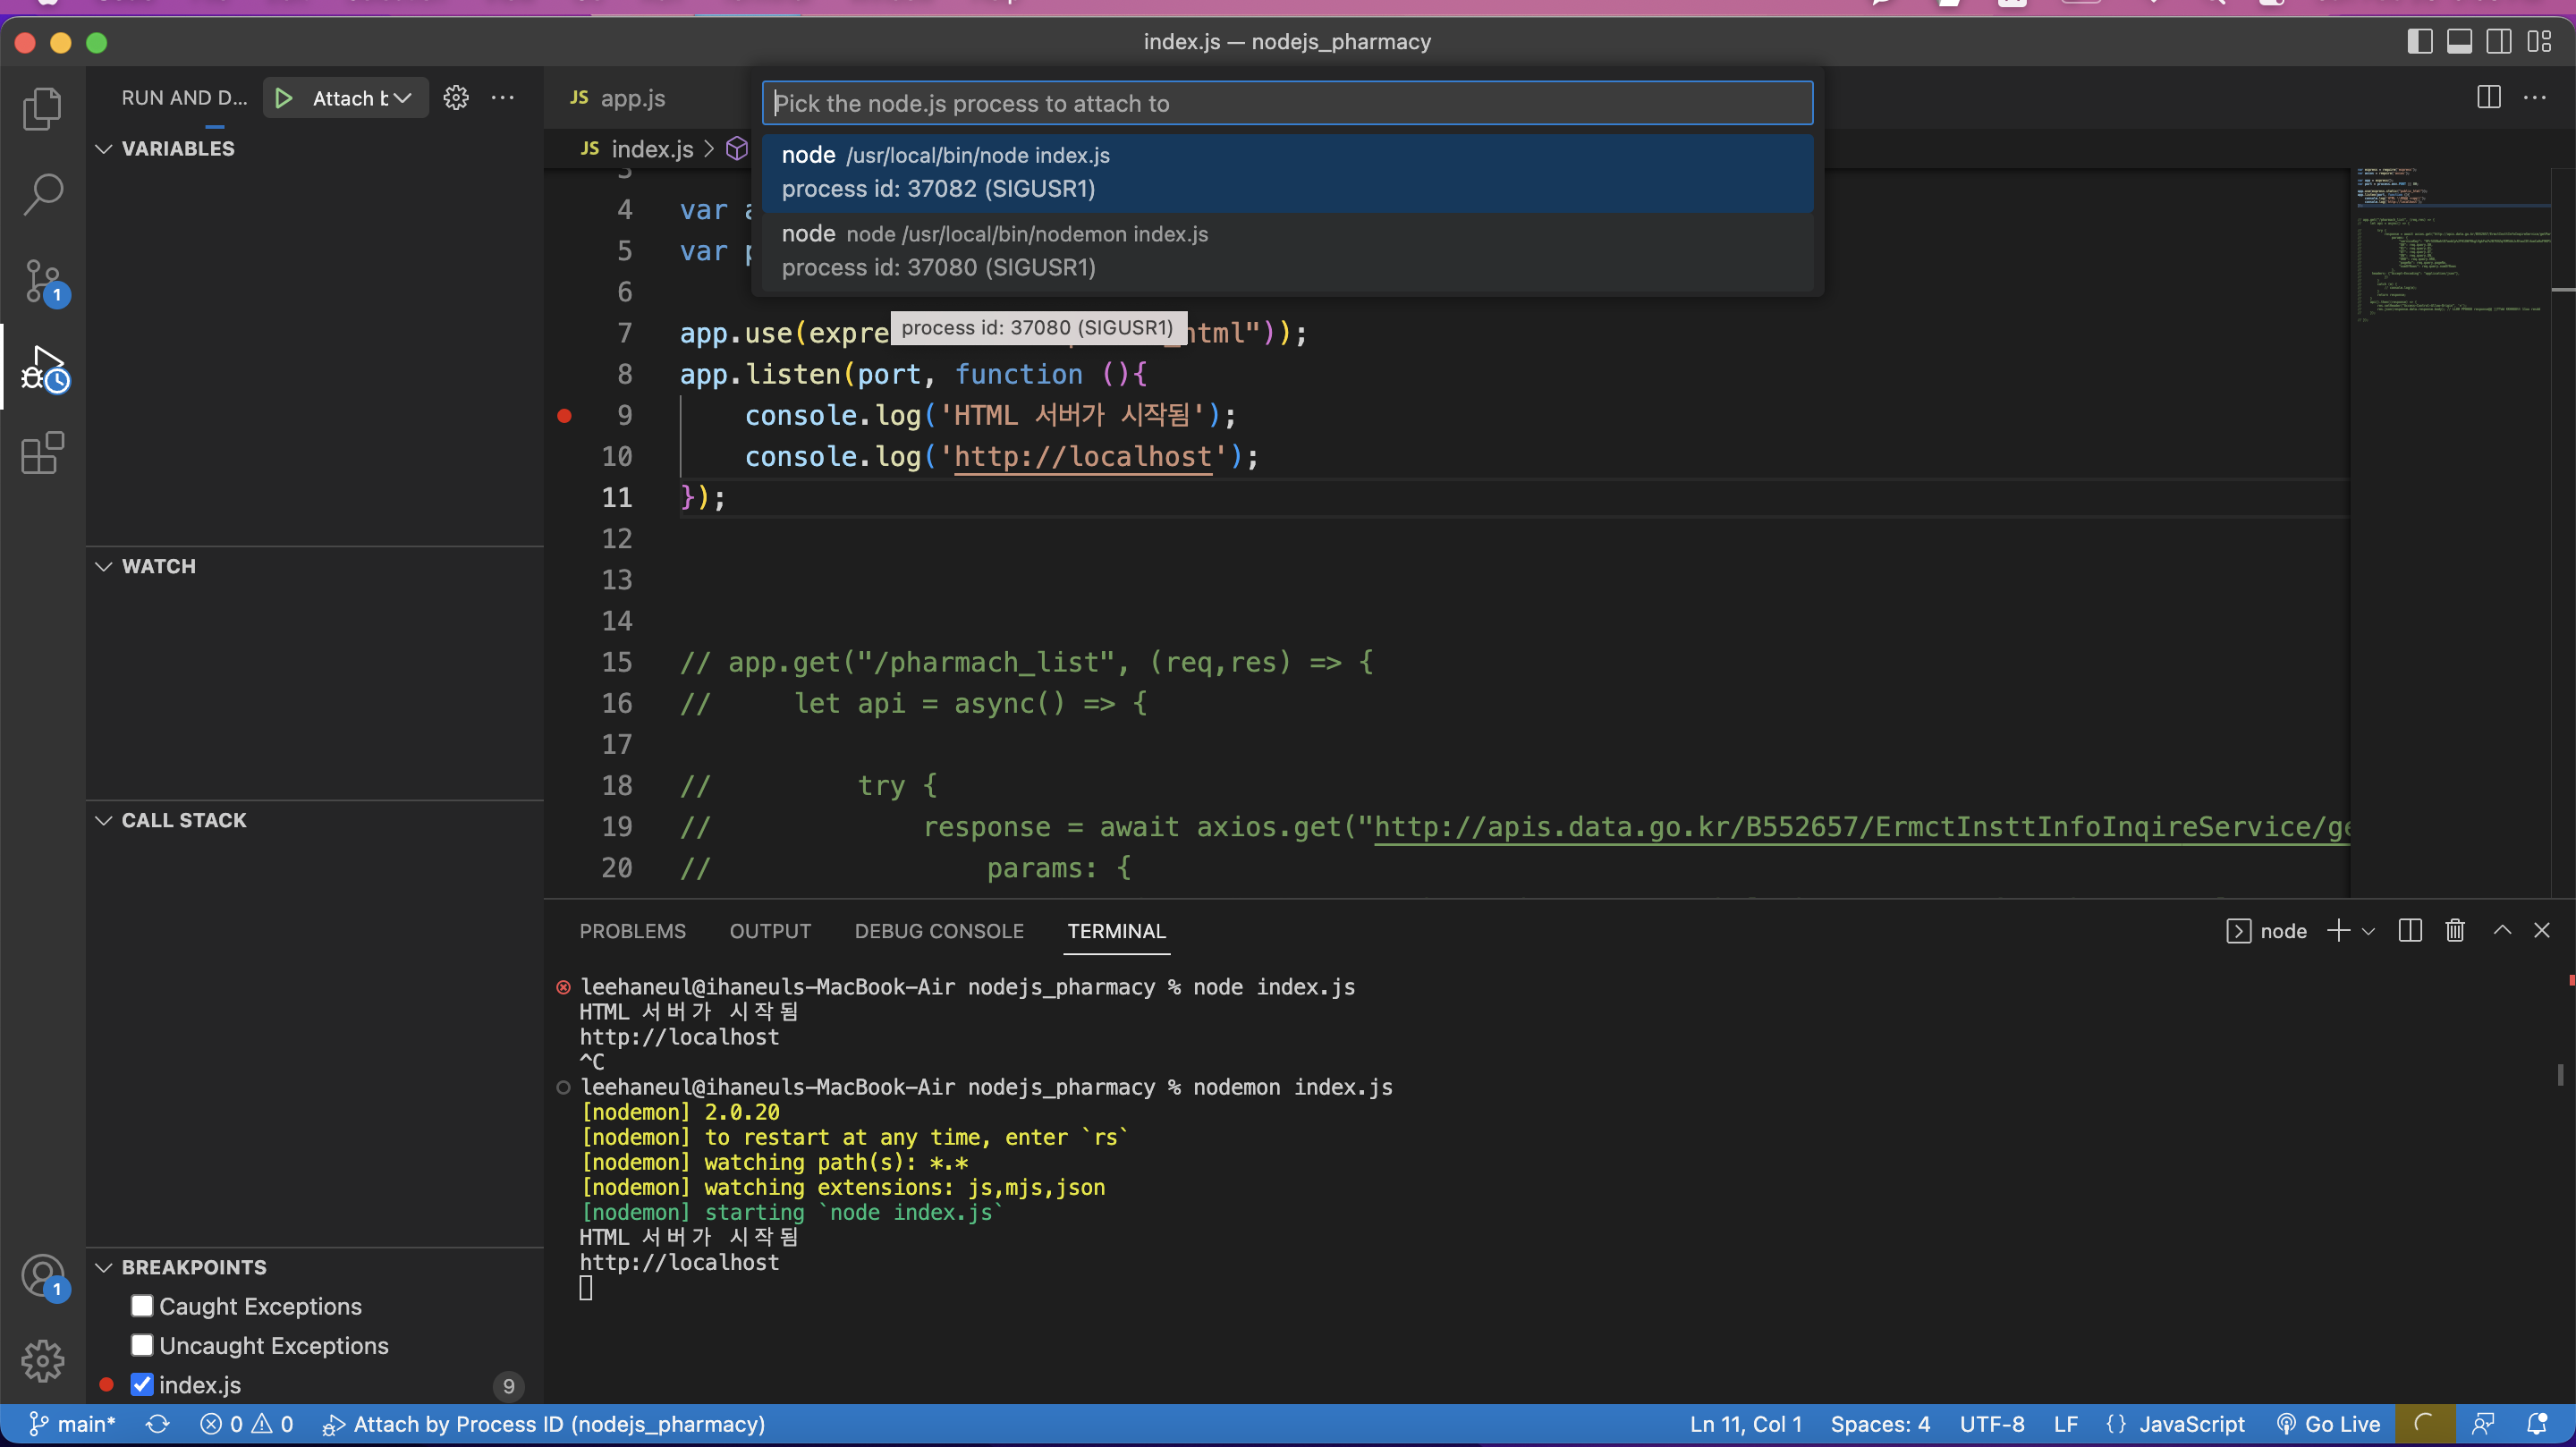 index.js — nodejs_pharmacy
RUN AND D...
Attach b
JS app.js
Pick the node.js process to attach to
node /usr/local/bin/node index.js
process id: 37082 (SIGUSR1)
node node /usr/local/bin/nodemon index.js
process id: 37080 (SIGUSR1)
JS index.js >
VARIABLES
WATCH
CALL STACK
BREAKPOINTS
Caught Exceptions
Uncaught Exceptions
index.js 9
1
1
3
4 var
5 var
6
process id: 37080 (SIGUSR1)
7 app.use(expre html"));
8 app.listen(port, function (){
9 console.log('HTML 서버가 시작됨');
10 console.log('http://localhost');
11 });
12
13
14
15 // app.get("/pharmach_list", (req,res) => {
16 // let api = async() => {
17
18 // try {
19 // response = await axios.get("http://apis.data.go.kr/B552657/ErmctInsttInfoInqireService/ge
20 // params: {
PROBLEMS OUTPUT DEBUG CONSOLE TERMINAL
node
leehaneul@ihaneuls-MacBook-Air nodejs_pharmacy % node index.js
HTML 서버가 시작됨
http://localhost
^C
leehaneul@ihaneuls-MacBook-Air nodejs_pharmacy % nodemon index.js
[nodemon] 2.0.20
[nodemon] to restart at any time, enter `rs`
[nodemon] watching path(s): *.*
[nodemon] watching extensions: js,mjs,json
[nodemon] starting `node index.js`
HTML 서버가 시작됨
http://localhost
main* 0 0 Attach by Process ID (nodejs_pharmacy)
Ln 11, Col 1 Spaces: 4 UTF-8 LF {} JavaScript Go Live